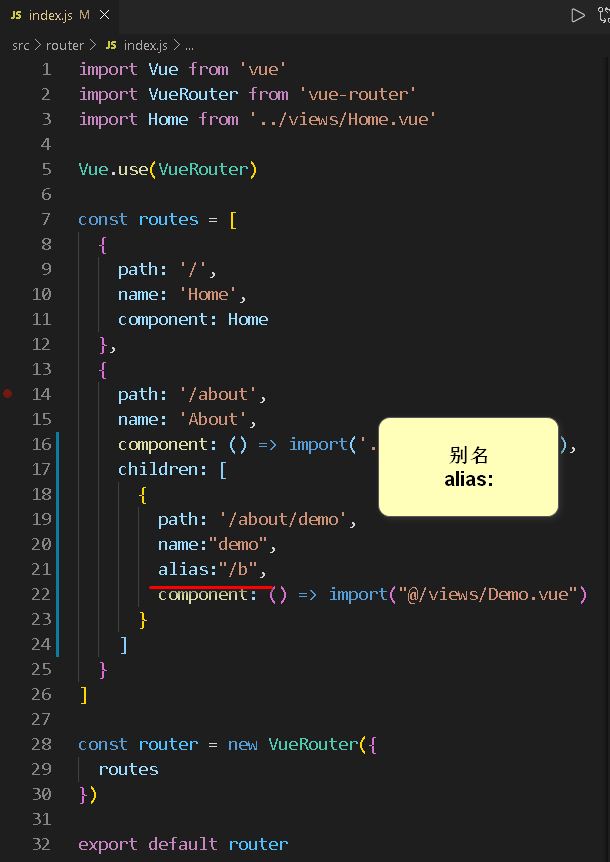 JS index.js M ×
src > router > JS index.js > ...
1 import Vue from 'vue'
2 import VueRouter from 'vue-router'
3 import Home from '../views/Home.vue'
4
5 Vue.use(VueRouter)
6
7 const routes = [
8 {
9 path: '/',
10 name: 'Home',
11 component: Home
12 },
13 {
14 path: '/about',
15 name: 'About',
16 component: () => import('. ),
17 children: [
别名
alias:
18 {
19 path: '/about/demo',
20 name:"demo",
21 alias:"/b",
22 component: () => import("@/views/Demo.vue")
23 }
24 ]
25 }
26 ]
27
28 const router = new VueRouter({
29 routes
30 })
31
32 export default router